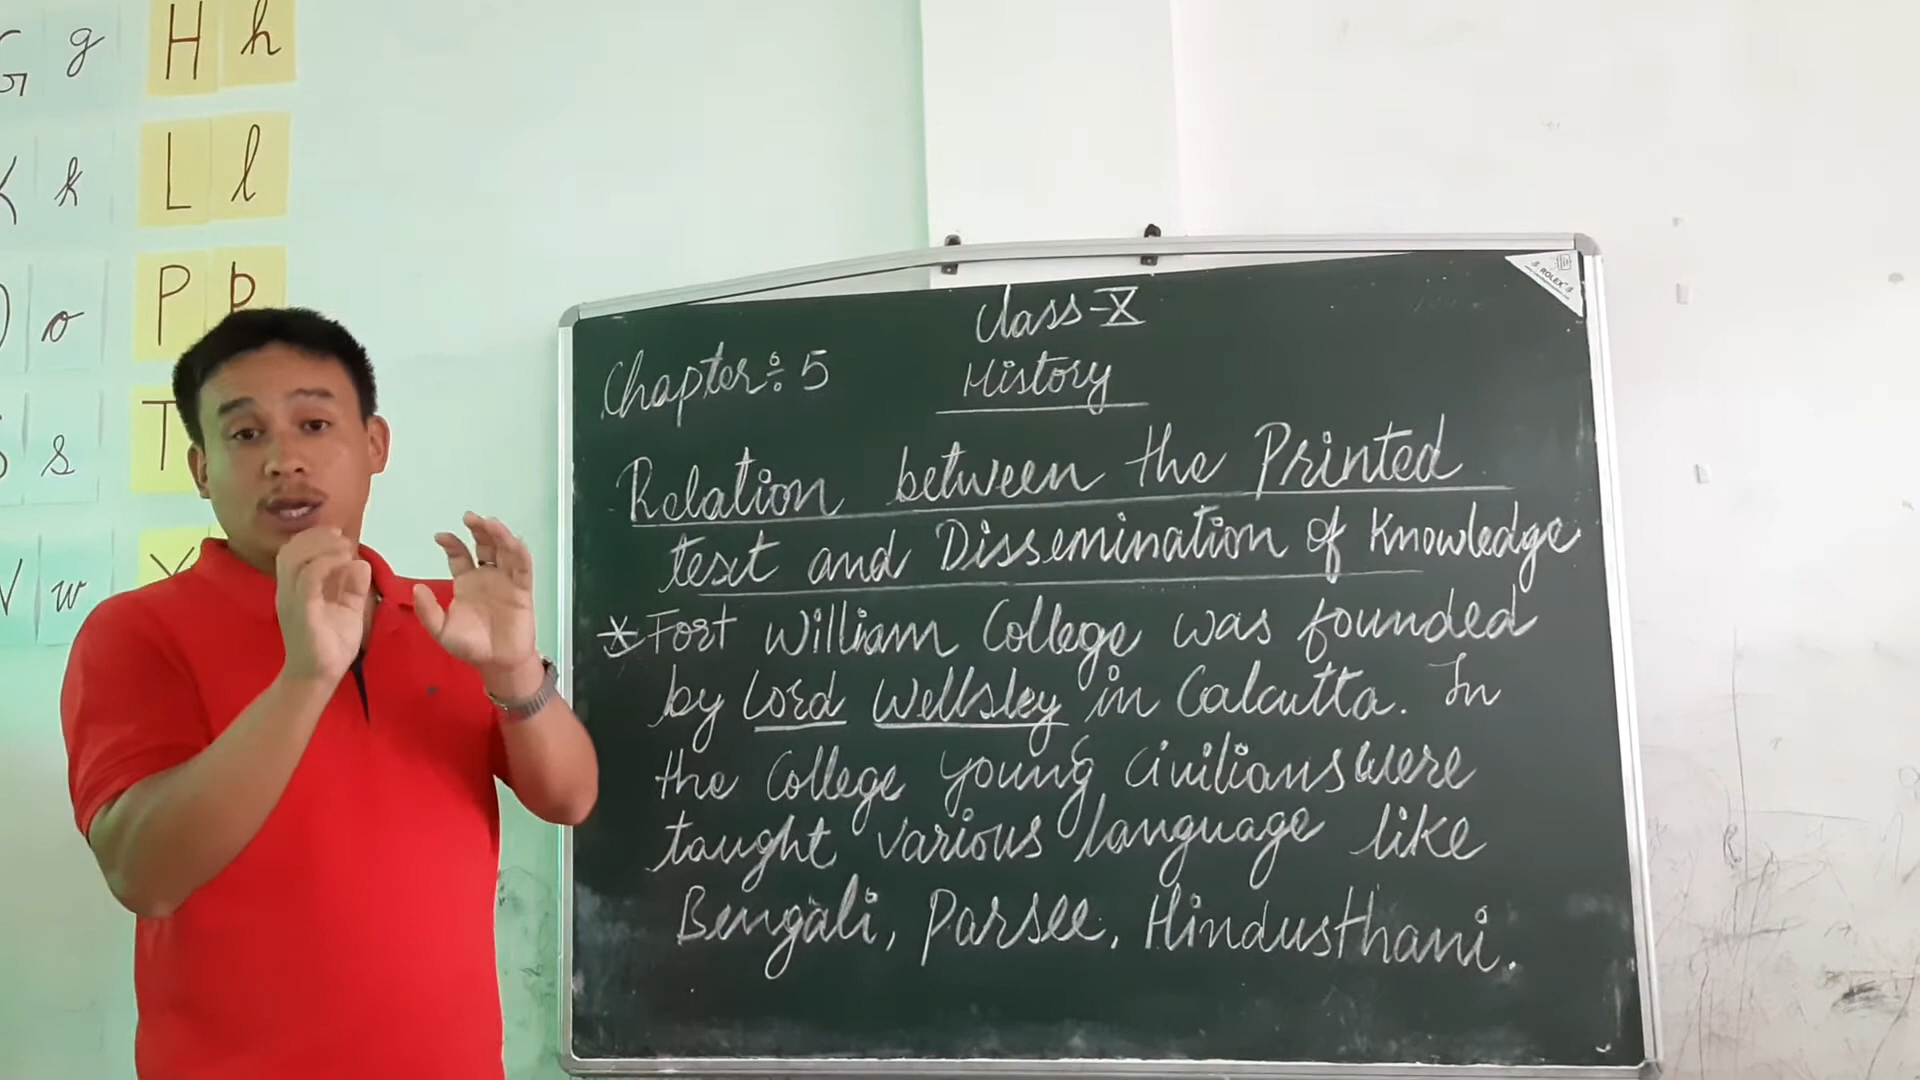 G g H h
K k L l
O o P p
S s T
W w Y
ROLEX
Class-X
Chapter: 5 History
Relation between the Printed
text and Dissemination of Knowledge
* Fort William College was founded
by Lord Wellsley in Calcutta. In
the College young civilians were
taught various language like
Bengali, Parsee, Hindusthani.